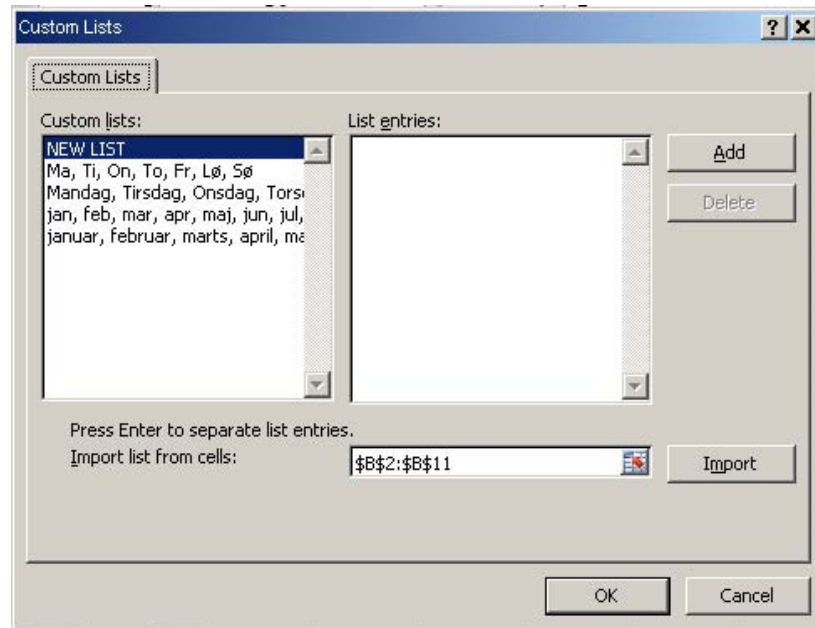 Custom Lists
Custom Lists
Custom lists:
List entries:
NEW LIST
Ma, Ti, On, To, Fr, Lø, Sø
Mandag, Tirsdag, Onsdag, Tors
jan, feb, mar, apr, maj, jun, jul,
januar, februar, marts, april, ma
Add
Delete
Press Enter to separate list entries.
Import list from cells:
$B$2:$B$11
Import
OK
Cancel